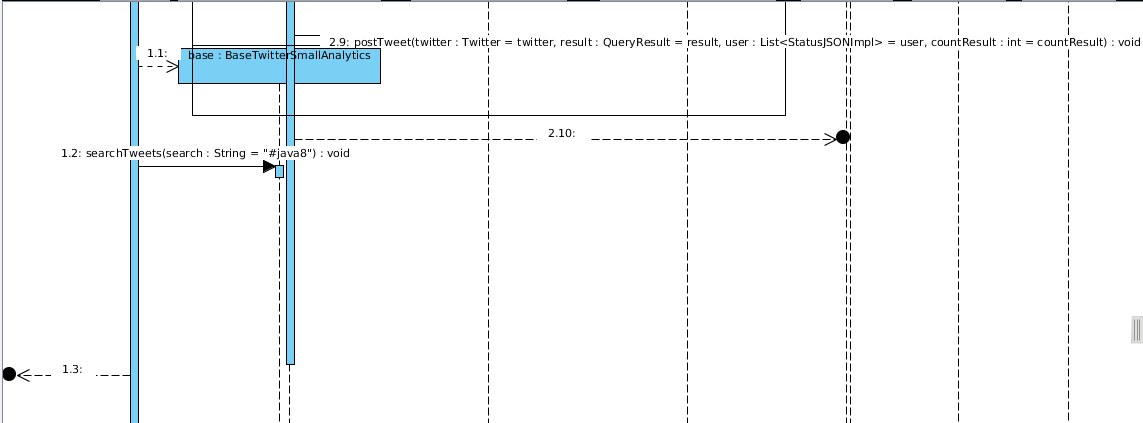 2.9: postTweet(twitter : Twitter = twitter, result : QueryResult = result, user : List<StatusJSONImpl> = user, countResult : int = countResult) : void
1.1:
base : BaseTwitterSmallAnalytics
2.10:
1.2: searchTweets(search : String = "#java8") : void
1.3: